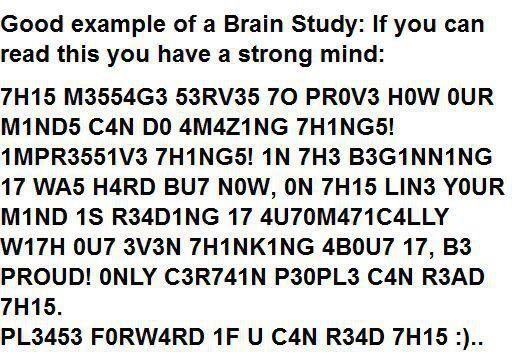 Good example of a Brain Study: If you can
read this you have a strong mind:
7H15 M3554G3 53RV35 7O PR0V3 H0W 0UR
M1ND5 C4N D0 4M4Z1NG 7H1NG5!
1MPR3551V3 7H1NG5! 1N 7H3 B3G1NN1NG
17 WA5 H4RD BU7 N0W, 0N 7H15 LIN3 Y0UR
M1ND 1S R34D1NG 17 4U70M471C4LLY
W17H 0U7 3V3N 7H1NK1NG 4B0U7 17, B3
PROUD! 0NLY C3R741N P30PL3 C4N R3AD
7H15.
PL3453 F0RW4RD 1F U C4N R34D 7H15 :)..